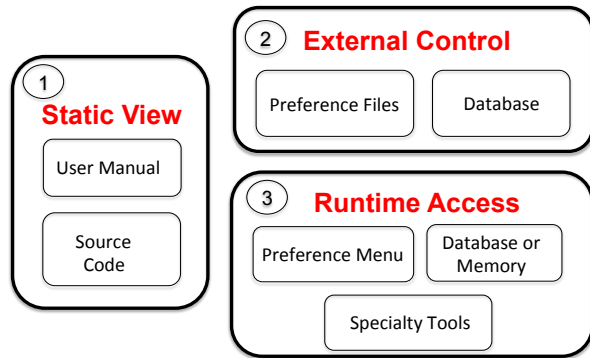 1
Static View
User Manual
Source
Code
2
External Control
Preference Files
Database
3
Runtime Access
Preference Menu
Database or
Memory
Specialty Tools